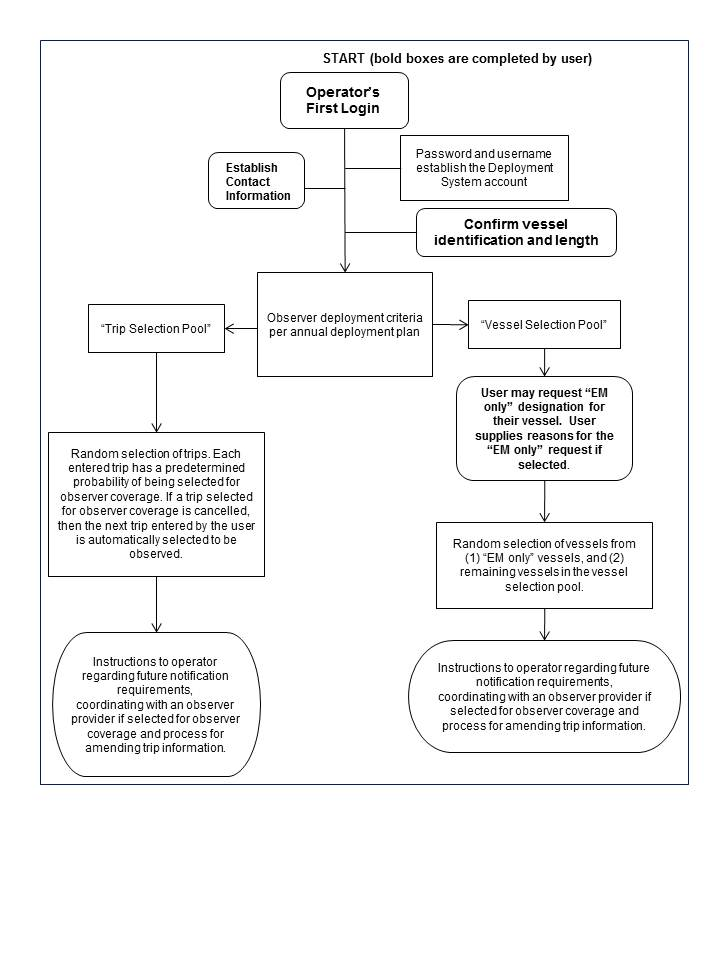 START (bold boxes are completed by user)
Operator's
First Login
Password and username
establish the Deployment
System account
Establish
Contact
Information
Confirm vessel
identification and length
Observer deployment criteria
per annual deployment plan
“Trip Selection Pool”
“Vessel Selection Pool”
User may request “EM
only” designation for
their vessel. User
supplies reasons for the
“EM only” request if
selected.
Random selection of trips. Each
entered trip has a predetermined
probability of being selected for
observer coverage. If a trip selected
for observer coverage is cancelled,
then the next trip entered by the user
is automatically selected to be
observed.
Random selection of vessels from
(1) “EM only” vessels, and (2)
remaining vessels in the vessel
selection pool.
Instructions to operator
regarding future notification
requirements,
coordinating with an observer
provider if selected for observer
coverage and process for
amending trip information.
Instructions to operator regarding future
notification requirements,
coordinating with an observer provider if
selected for observer coverage and
process for amending trip information.